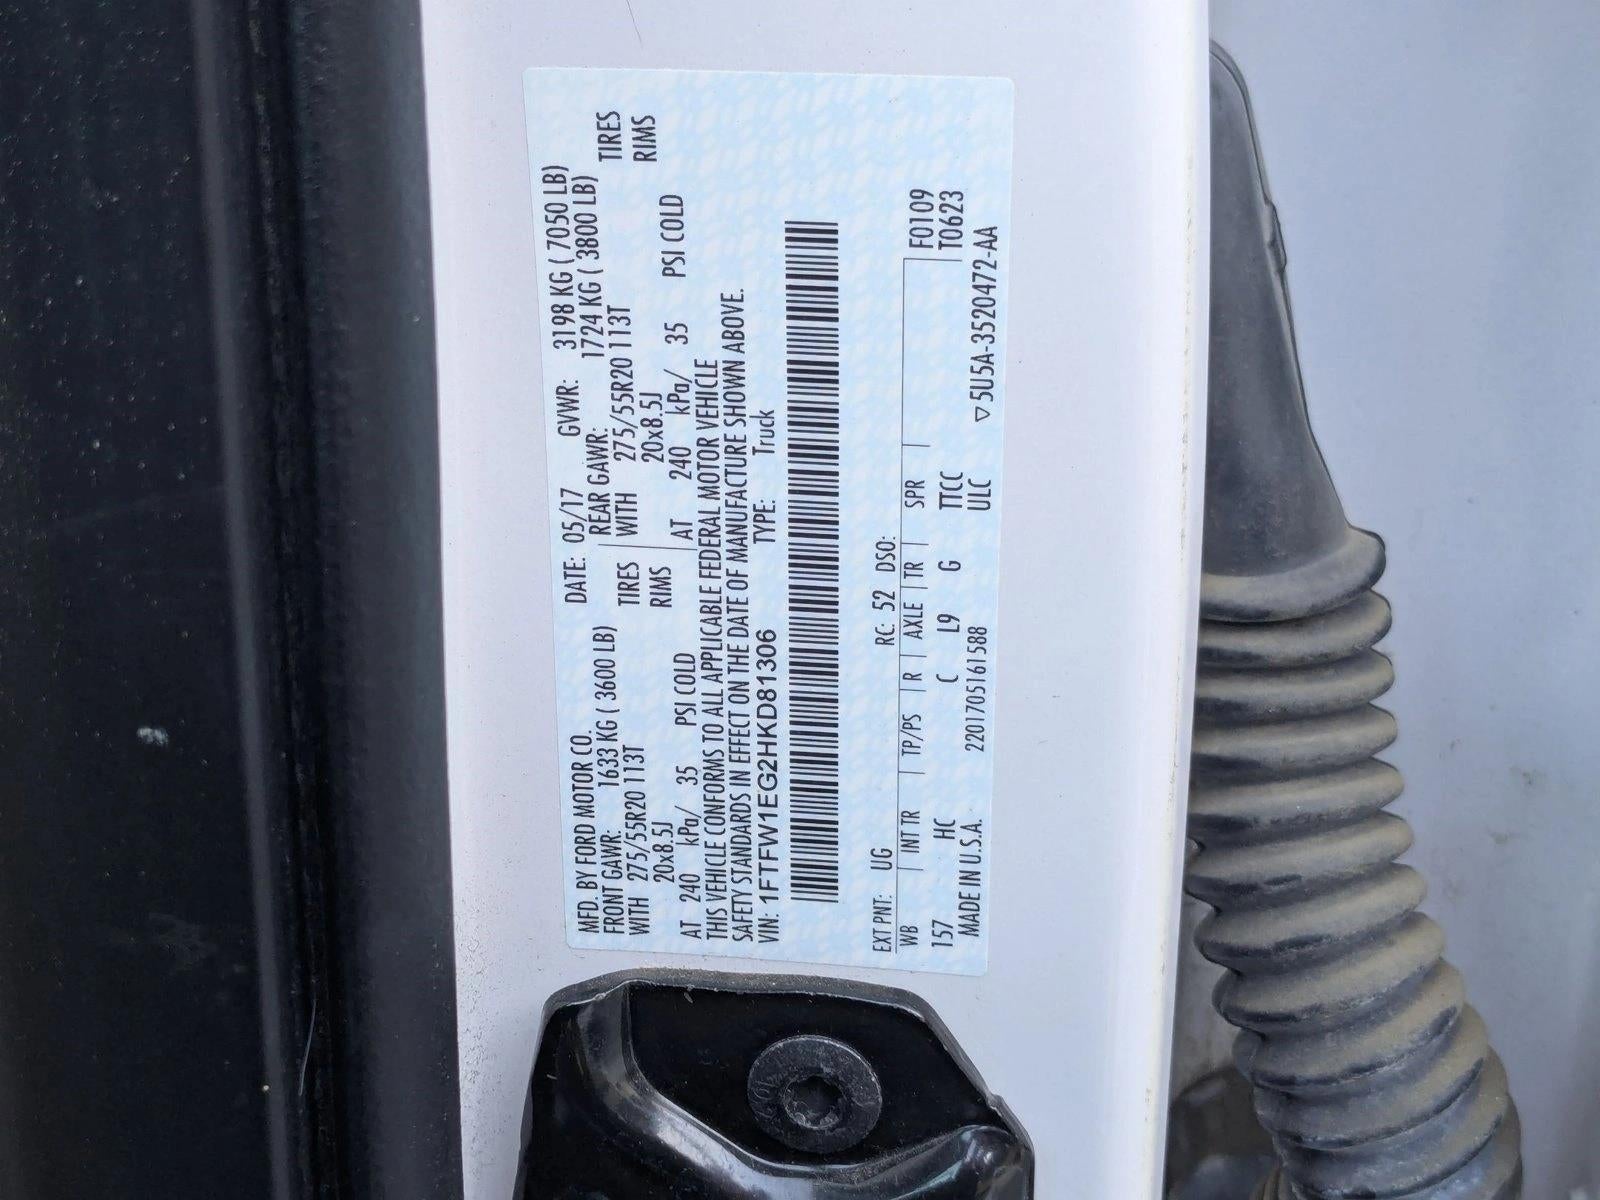 MFD. BY FORD MOTOR CO. DATE: 05/17 GVWR: 3198 KG ( 7050 LB)
FRONT GAWR: 1633 KG ( 3600 LB) REAR GAWR: 1724 KG ( 3800 LB)
WITH 275/55R20 113T TIRES WITH 275/55R20 113T TIRES
20x8.5J RIMS 20x8.5J RIMS
AT 240 kPa/ 35 PSI COLD AT 240 kPa/ 35 PSI COLD
THIS VEHICLE CONFORMS TO ALL APPLICABLE FEDERAL MOTOR VEHICLE
SAFETY STANDARDS IN EFFECT ON THE DATE OF MANUFACTURE SHOWN ABOVE.
VIN: 1FTFW1EG2HKD81306 TYPE: Truck
EXT PNT: UG RC: 52 DSO:
WB | INT TR | TP/PS | R | AXLE | TR | SPR | F0109
157 HC C L9 G TTCC T0623
MADE IN U.S.A. 2201705161588 ULC
▽5U5A-3520472-AA